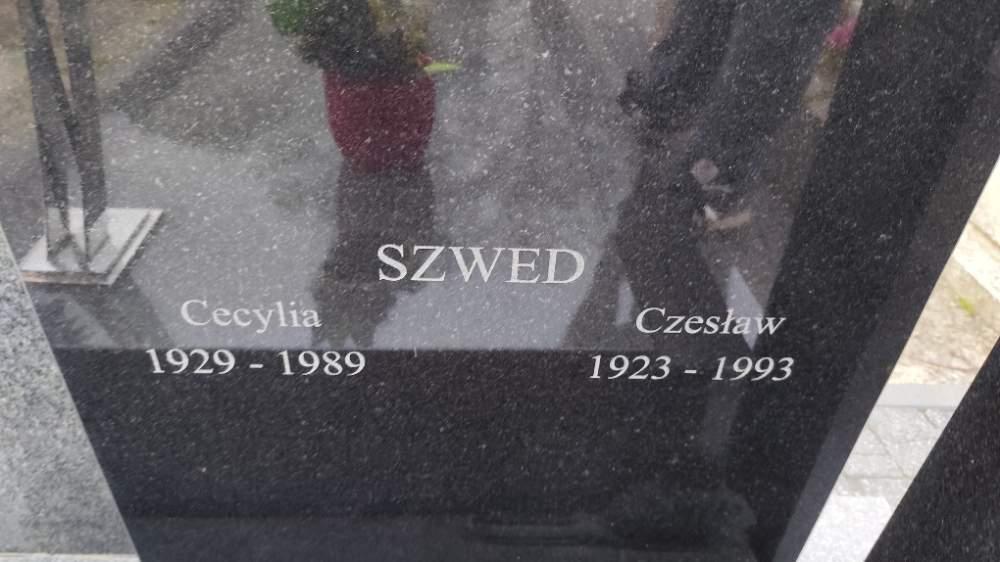 SZWED
Cecylia
1929 - 1989
Czesław
1923 - 1993